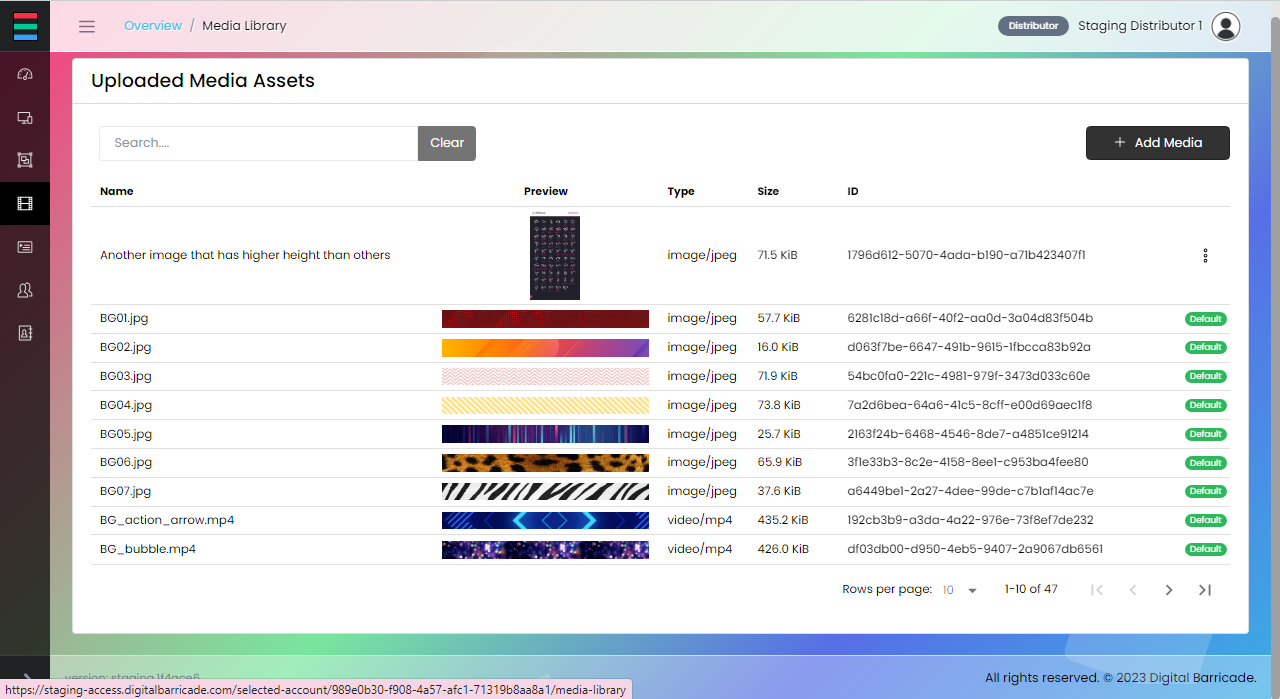 Overview / Media Library
Distributor Staging Distributor 1
Uploaded Media Assets
Search.... Clear + Add Media
Name Preview Type Size ID
Another image that has higher height than others image/jpeg 71.5 KiB 1796d612-5070-4ada-b190-a71b423407f1
BG01.jpg image/jpeg 57.7 KiB 6281c18d-a66f-40f2-aa0d-3a04d83f504b Default
BG02.jpg image/jpeg 16.0 KiB d063f7be-6647-491b-9615-1fbcca83b92a Default
BG03.jpg image/jpeg 71.9 KiB 54bc0fa0-221c-4981-979f-3473d033c60e Default
BG04.jpg image/jpeg 73.8 KiB 7a2d6bea-64a6-41c5-8cff-e00d69aec1f8 Default
BG05.jpg image/jpeg 25.7 KiB 2163f24b-6468-4546-8de7-a4851ce91214 Default
BG06.jpg image/jpeg 65.9 KiB 3f1e33b3-8c2e-4158-8ee1-c953ba4fee80 Default
BG07.jpg image/jpeg 37.6 KiB a6449be1-2a27-4dee-99de-c7b1af14ac7e Default
BG_action_arrow.mp4 video/mp4 435.2 KiB 192cb3b9-a3da-4a22-976e-73f8ef7de232 Default
BG_bubble.mp4 video/mp4 426.0 KiB df03db00-d950-4eb5-9407-2a9067db6561 Default
Rows per page: 10 1-10 of 47
version: staging.1f4ace6
All rights reserved. © 2023 Digital Barricade.
https://staging-access.digitalbarricade.com/selected-account/989e0b30-f908-4a57-afc1-71319b8aa8a1/media-library